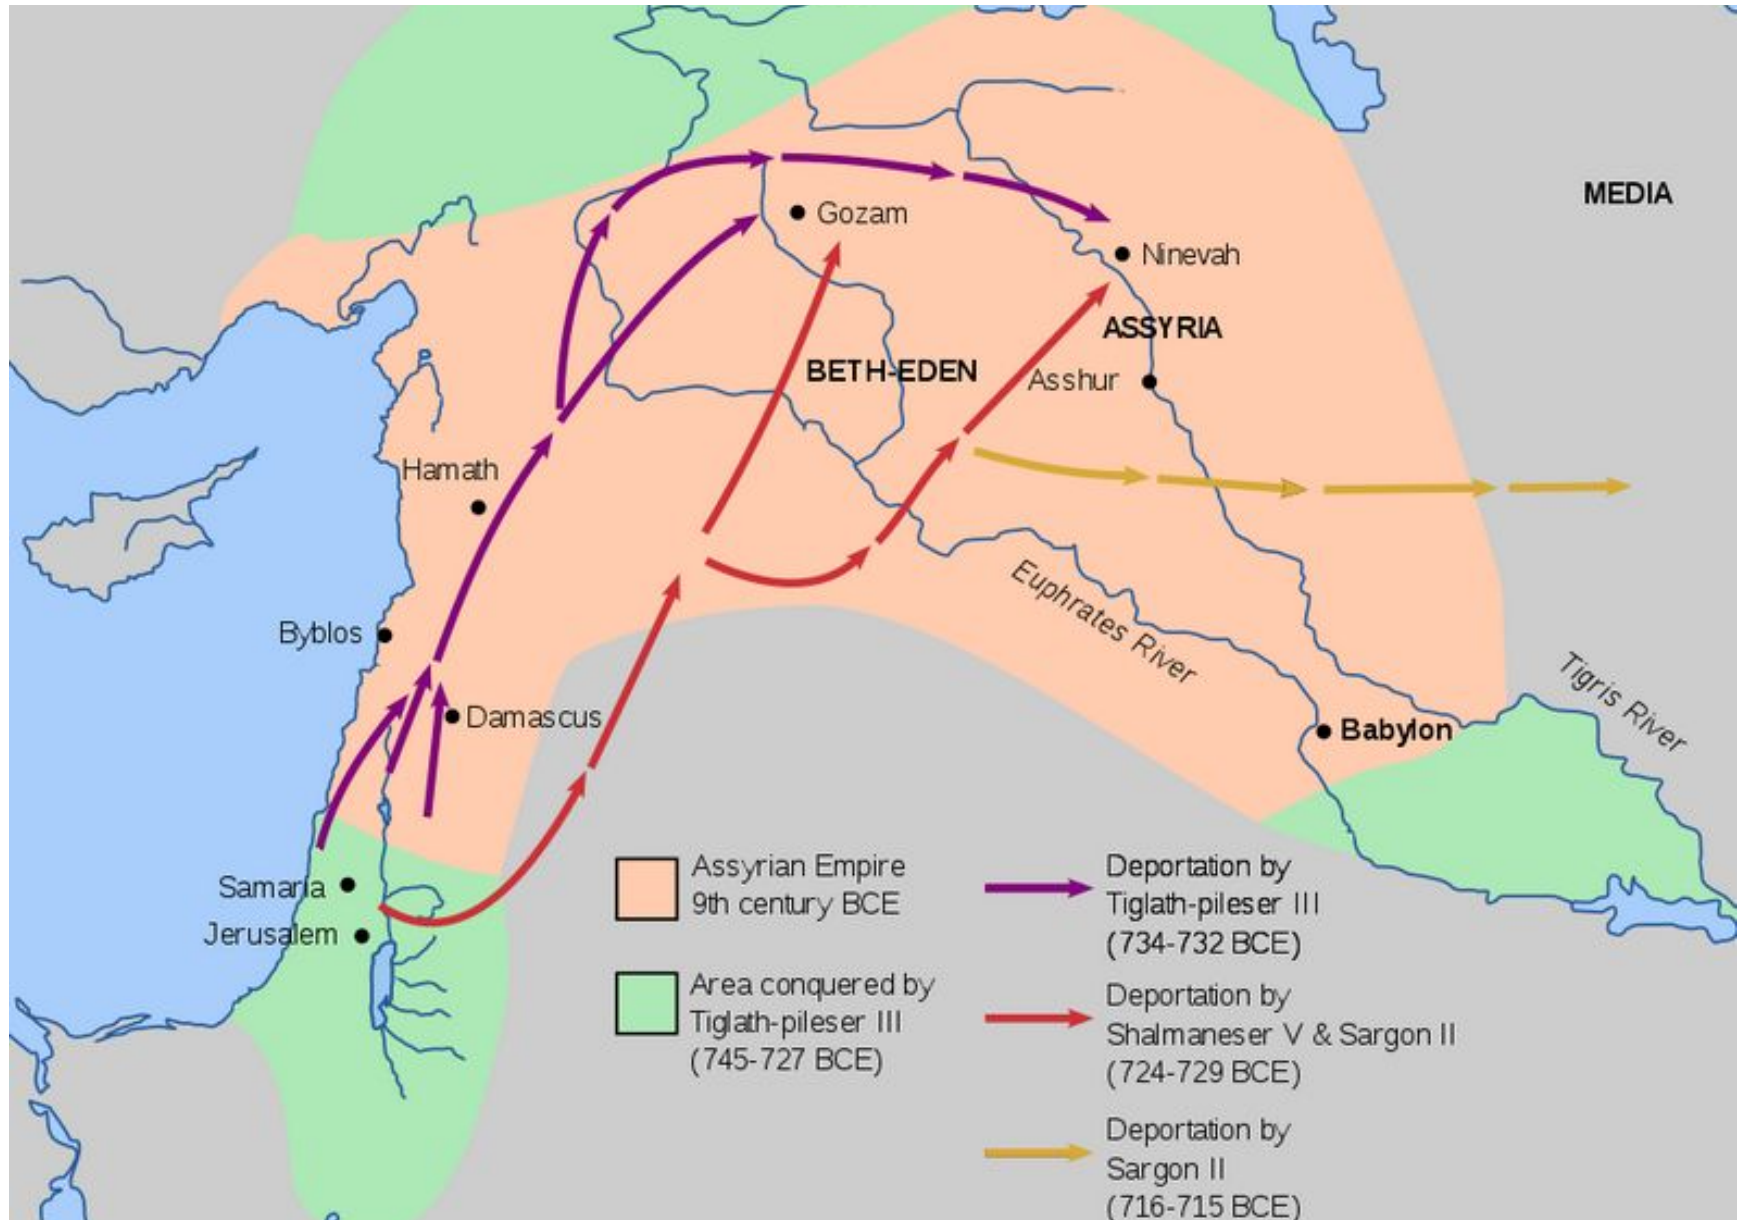 MEDIA
Gozam
Ninevah
ASSYRIA
BETH-EDEN
Asshur
Hamath
Euphrates River
Byblos
Tigris River
Damascus
Babylon
Samaria
Jerusalem
Assyrian Empire
9th century BCE
Area conquered by
Tiglath-pileser III
(745-727 BCE)
Deportation by
Tiglath-pileser III
(734-732 BCE)
Deportation by
Shalmaneser V & Sargon II
(724-729 BCE)
Deportation by
Sargon II
(716-715 BCE)